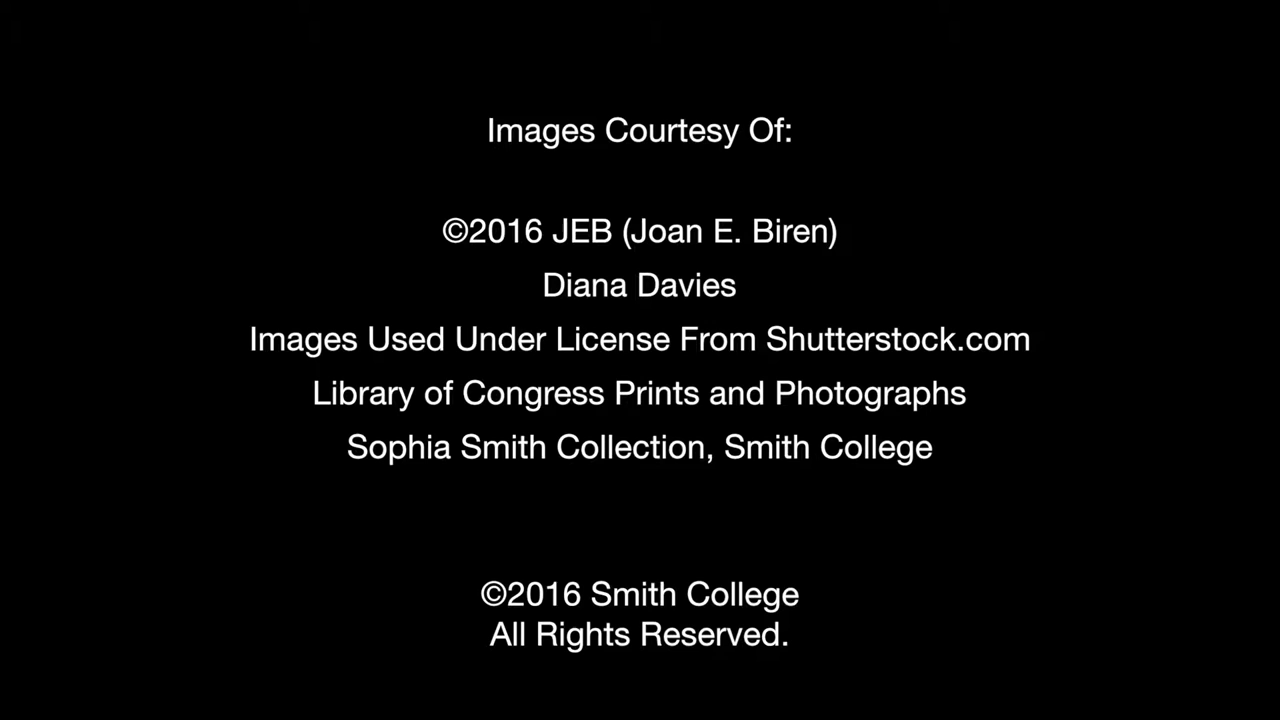 Images Courtesy Of:
©2016 JEB (Joan E. Biren)
Diana Davies
Images Used Under License From Shutterstock.com
Library of Congress Prints and Photographs
Sophia Smith Collection, Smith College
©2016 Smith College
All Rights Reserved.